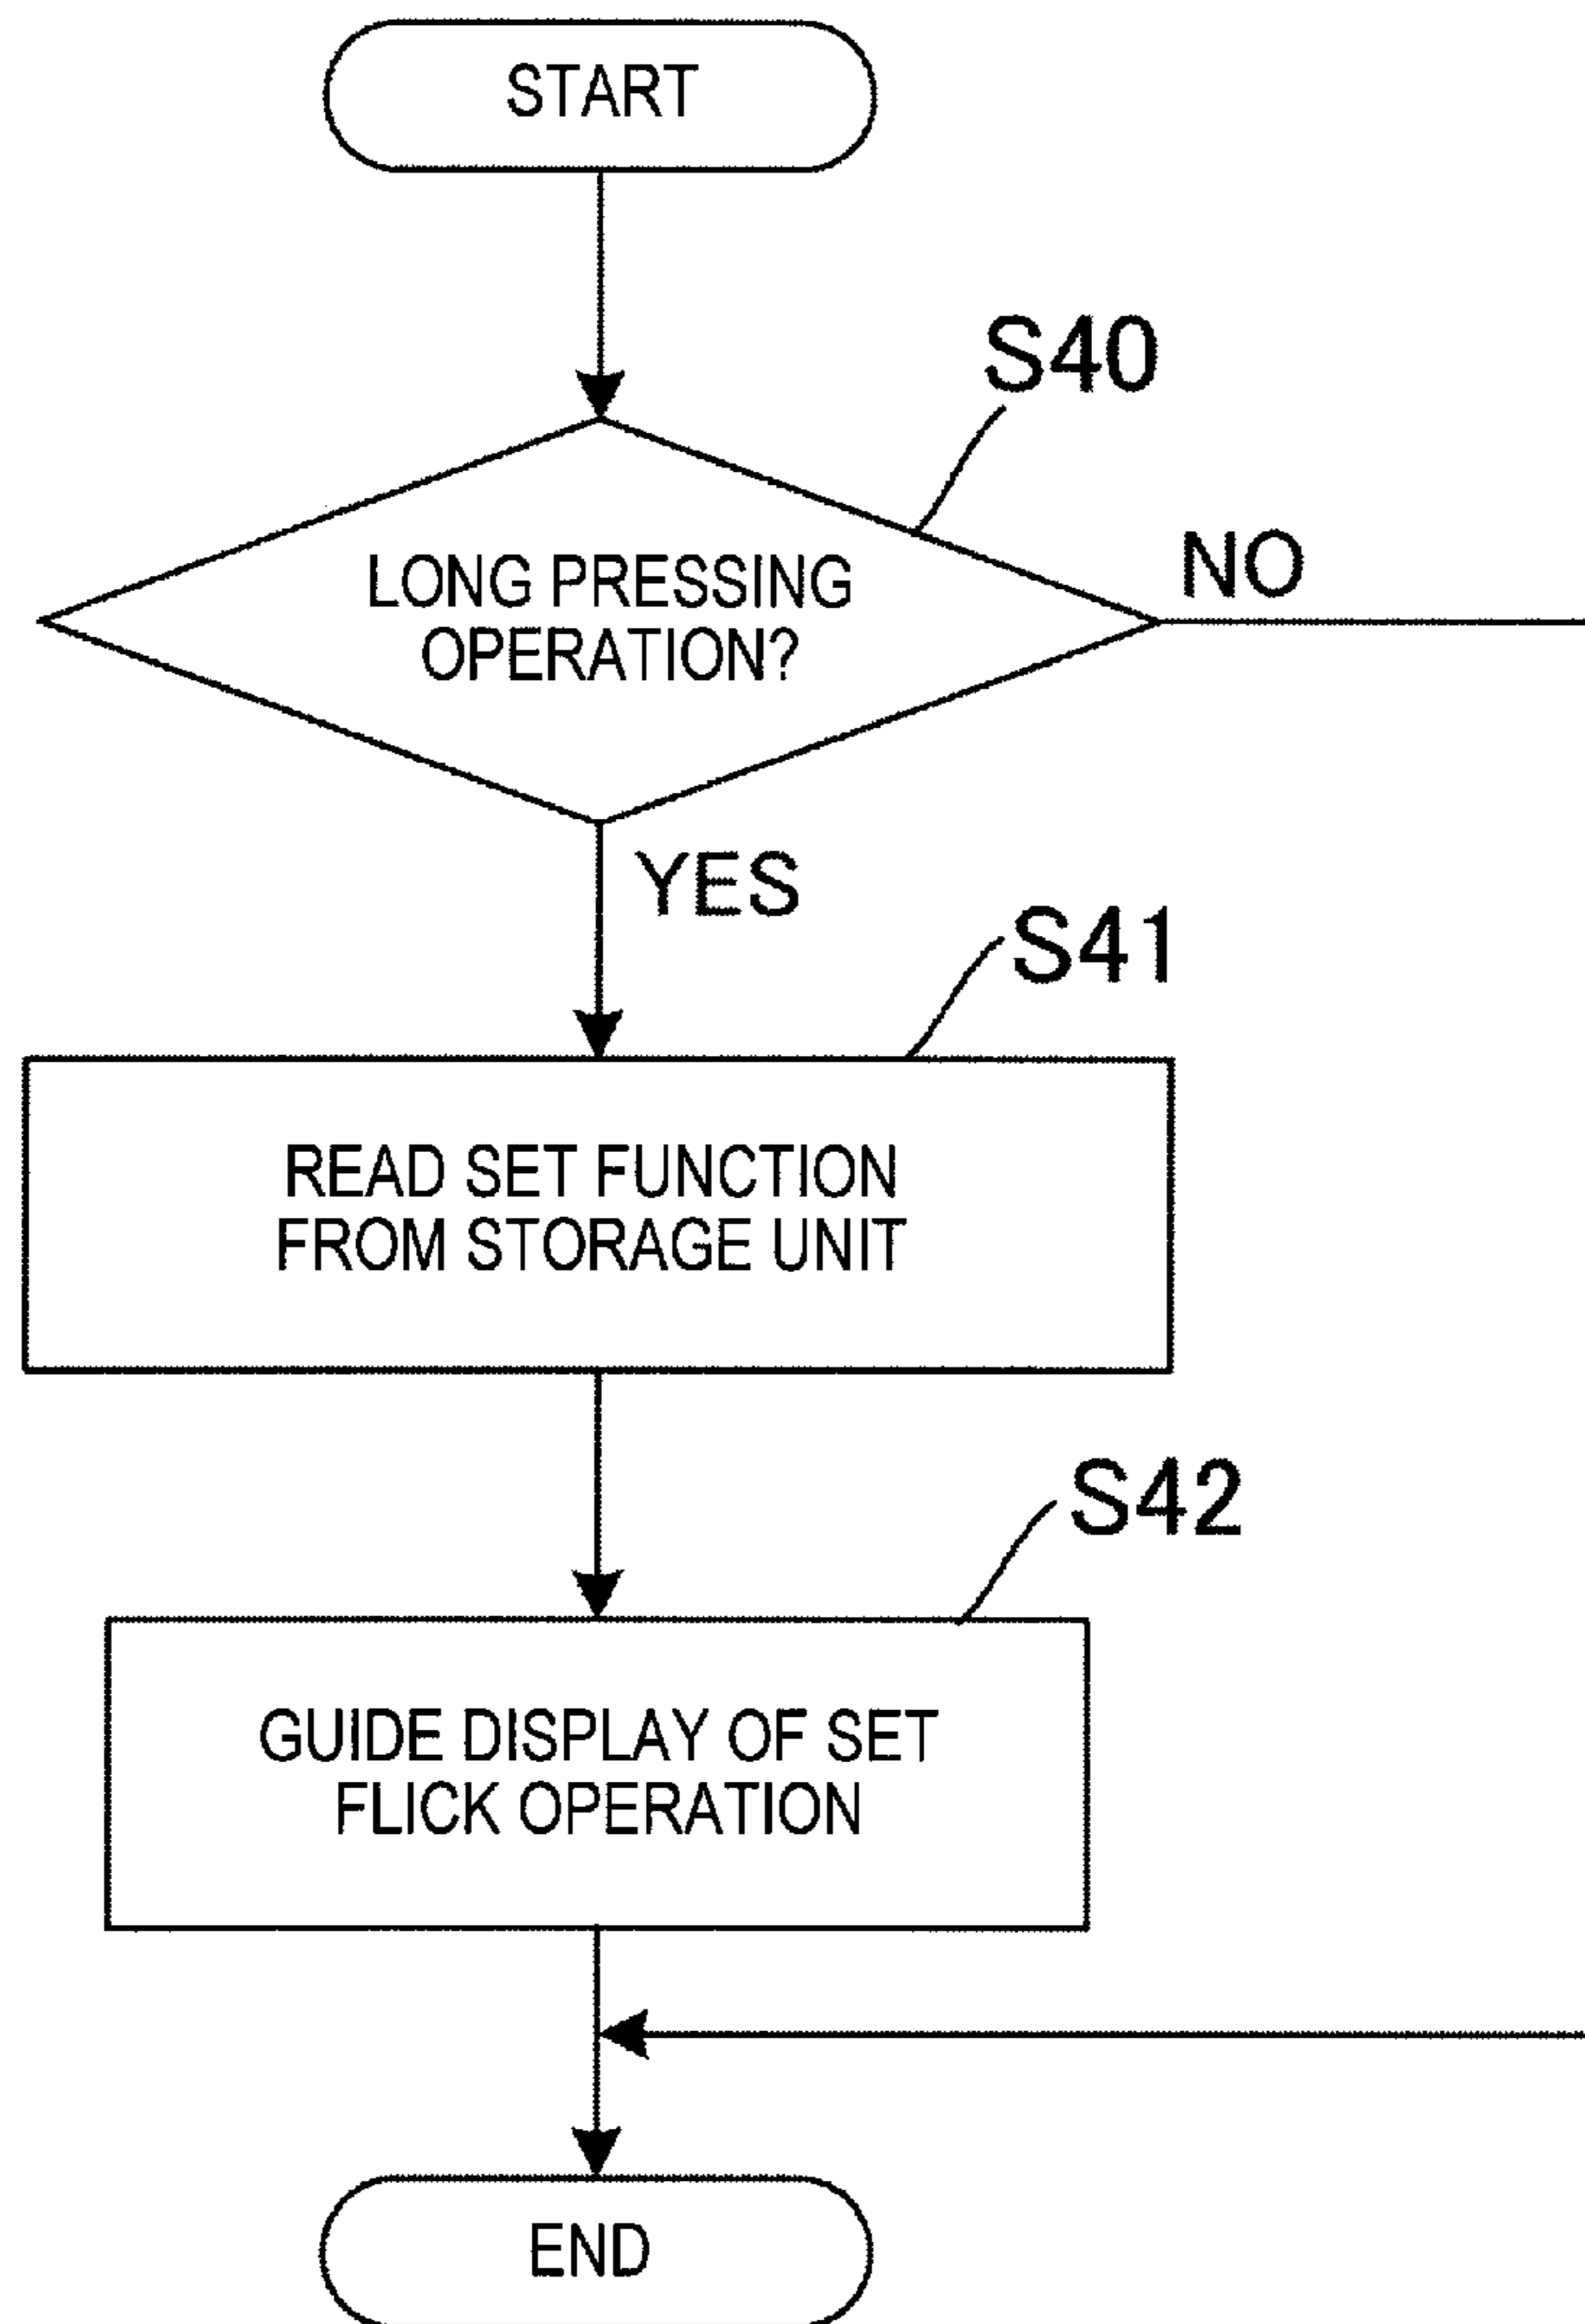 START
S40
LONG PRESSING
OPERATION?
NO
YES
S41
READ SET FUNCTION
FROM STORAGE UNIT
S42
GUIDE DISPLAY OF SET
FLICK OPERATION
END